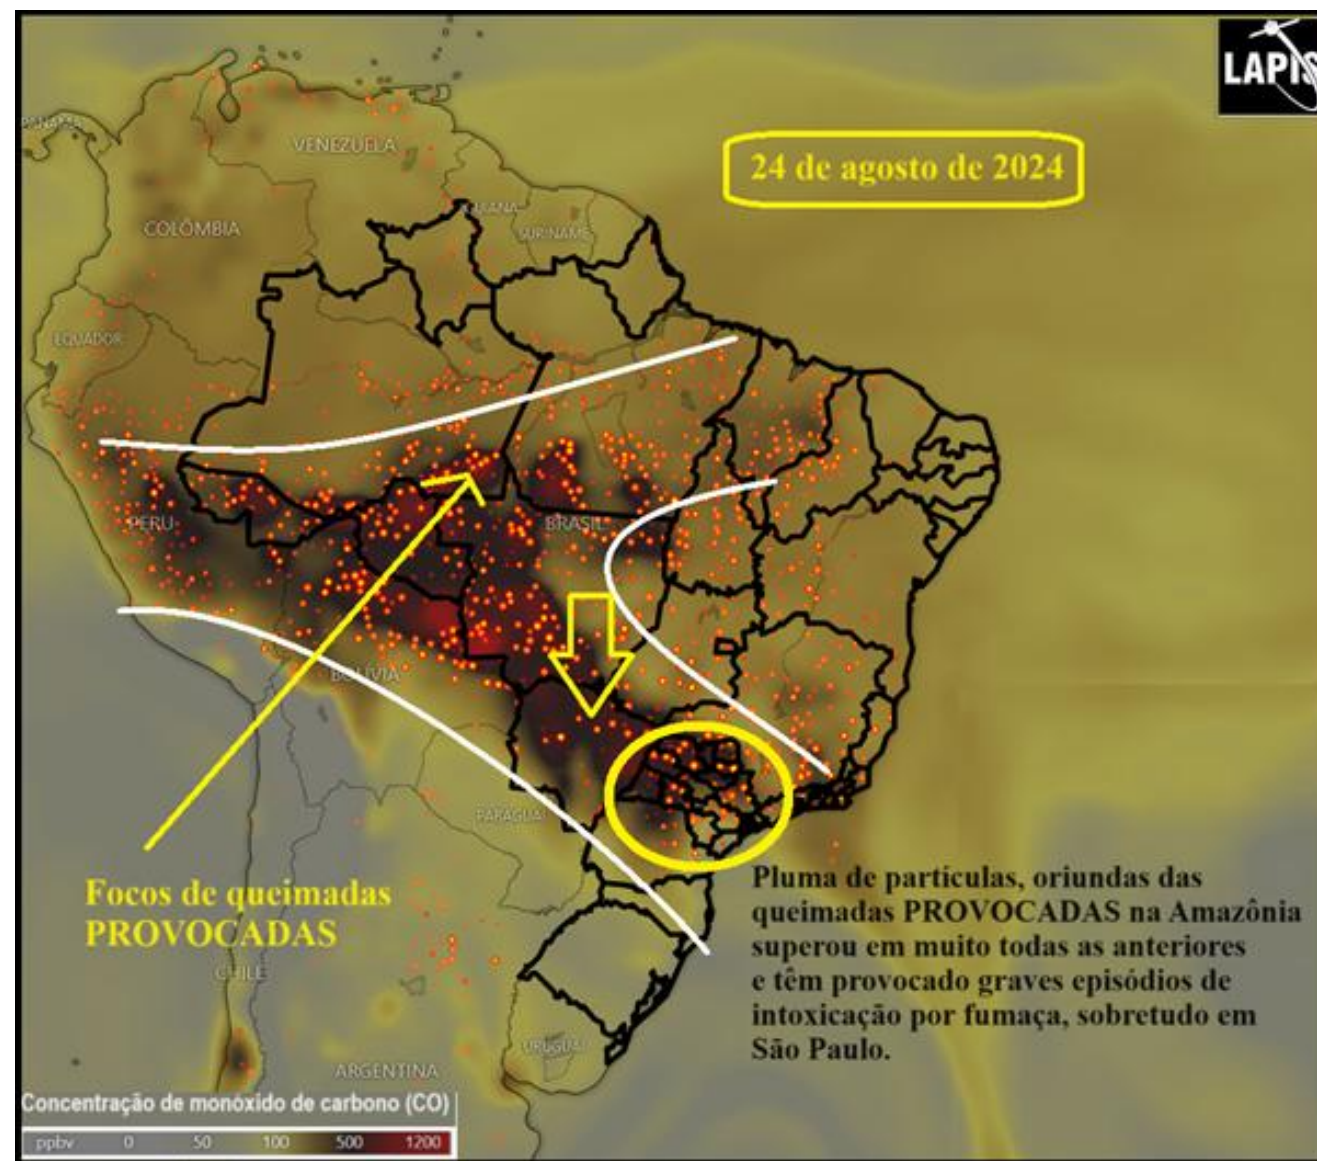 LAPIS
PANAMÁ
VENEZUELA
24 de agosto de 2024
GUIANA
COLÔMBIA
SURINAME
EQUADOR
PERU
BRASIL
BOLÍVIA
PARAGUAI
Focos de queimadas
PROVOCADAS
Pluma de partículas, oriundas das
queimadas PROVOCADAS na Amazônia
superou em muito todas as anteriores
e têm provocado graves episódios de
intoxicação por fumaça, sobretudo em
São Paulo.
CHILE
URUGUAI
ARGENTINA
Concentração de monóxido de carbono (CO)
ppbv 0 50 100 500 1200